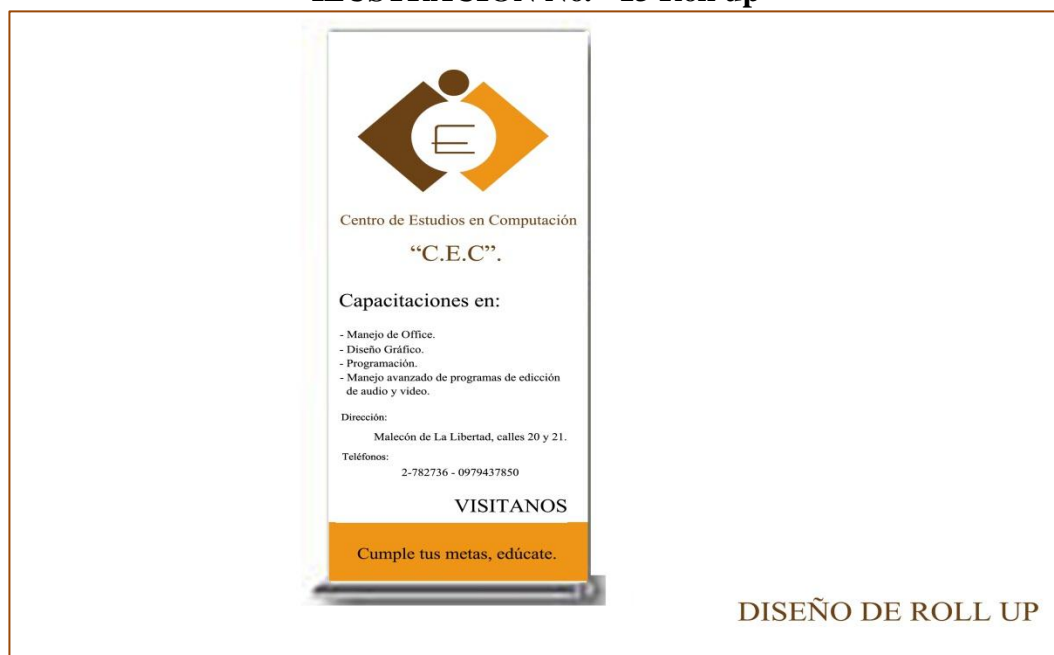 E
Centro de Estudios en Computación
“C.E.C”.
Capacitaciones en:
- Manejo de Office.
- Diseño Gráfico.
- Programación.
- Manejo avanzado de programas de edicción
de audio y video.
Dirección:
Malecón de La Libertad, calles 20 y 21.
Teléfonos:
2-782736 - 0979437850
VISITANOS
Cumple tus metas, edúcate.
DISEÑO DE ROLL UP